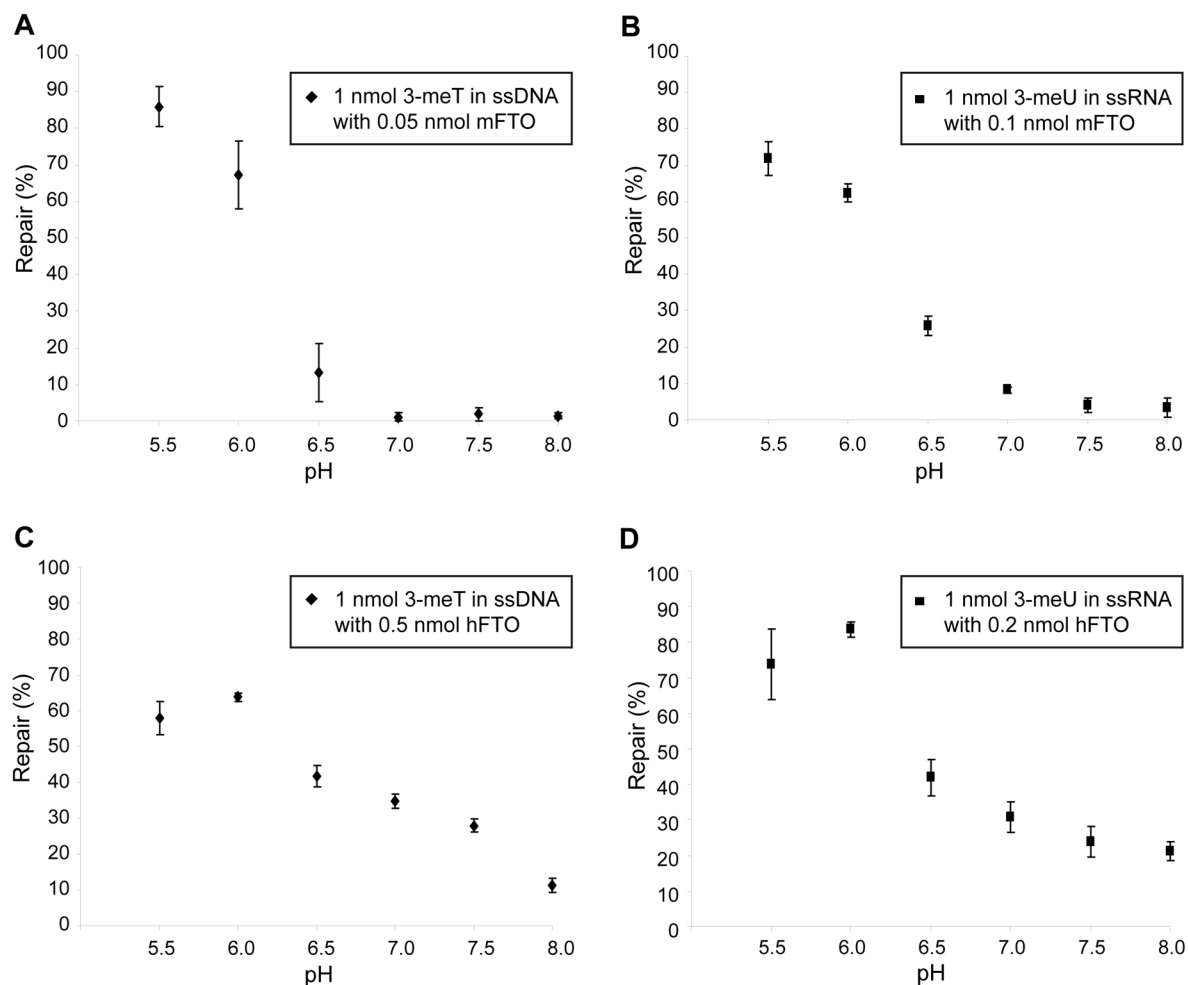 A
100
90
80
70
60
50
40
30
20
10
0
Repair (%)
1 nmol 3-meT in ssDNA
with 0.05 nmol mFTO
5.5 6.0 6.5 7.0 7.5 8.0
pH
B
100
90
80
70
60
50
40
30
20
10
0
Repair (%)
1 nmol 3-meU in ssRNA
with 0.1 nmol mFTO
5.5 6.0 6.5 7.0 7.5 8.0
pH
C
100
90
80
70
60
50
40
30
20
10
0
Repair (%)
1 nmol 3-meT in ssDNA
with 0.5 nmol hFTO
5.5 6.0 6.5 7.0 7.5 8.0
pH
D
100
90
80
70
60
50
40
30
20
10
0
Repair (%)
1 nmol 3-meU in ssRNA
with 0.2 nmol hFTO
5.5 6.0 6.5 7.0 7.5 8.0
pH